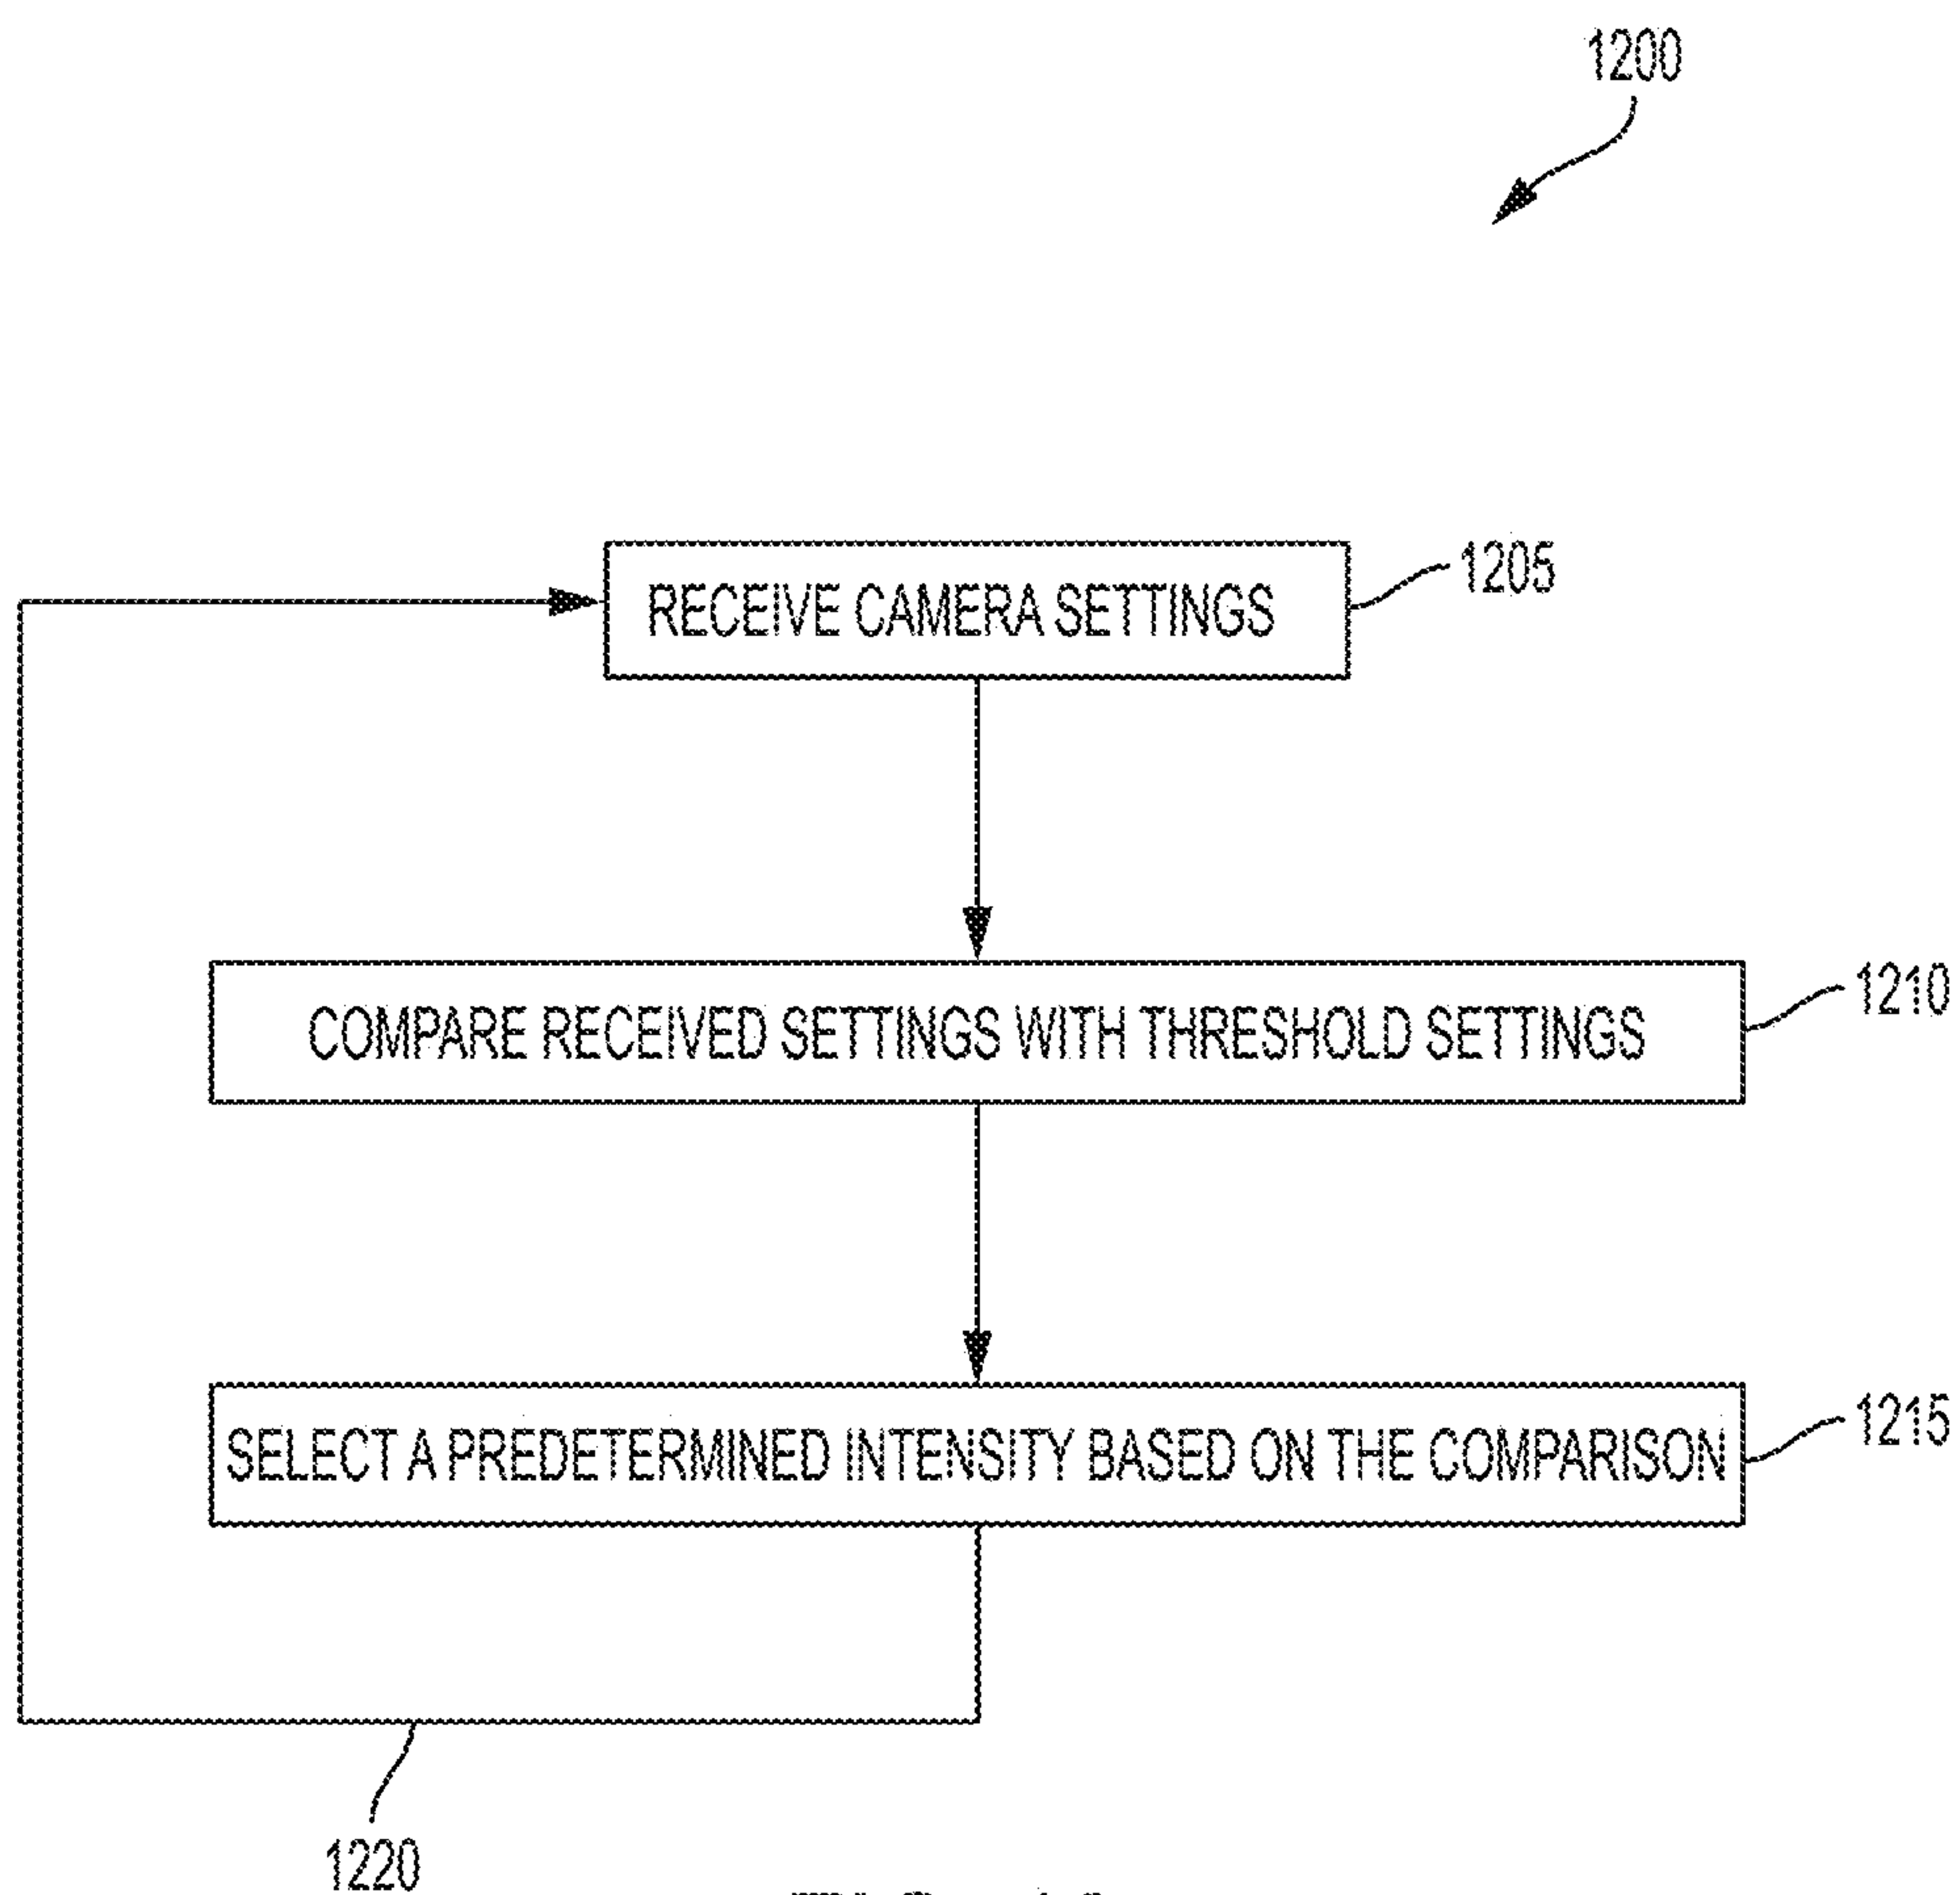 1200
RECEIVE CAMERA SETTINGS
1205
COMPARE RECEIVED SETTINGS WITH THRESHOLD SETTINGS
1210
SELECT A PREDETERMINED INTENSITY BASED ON THE COMPARISON
1215
1220